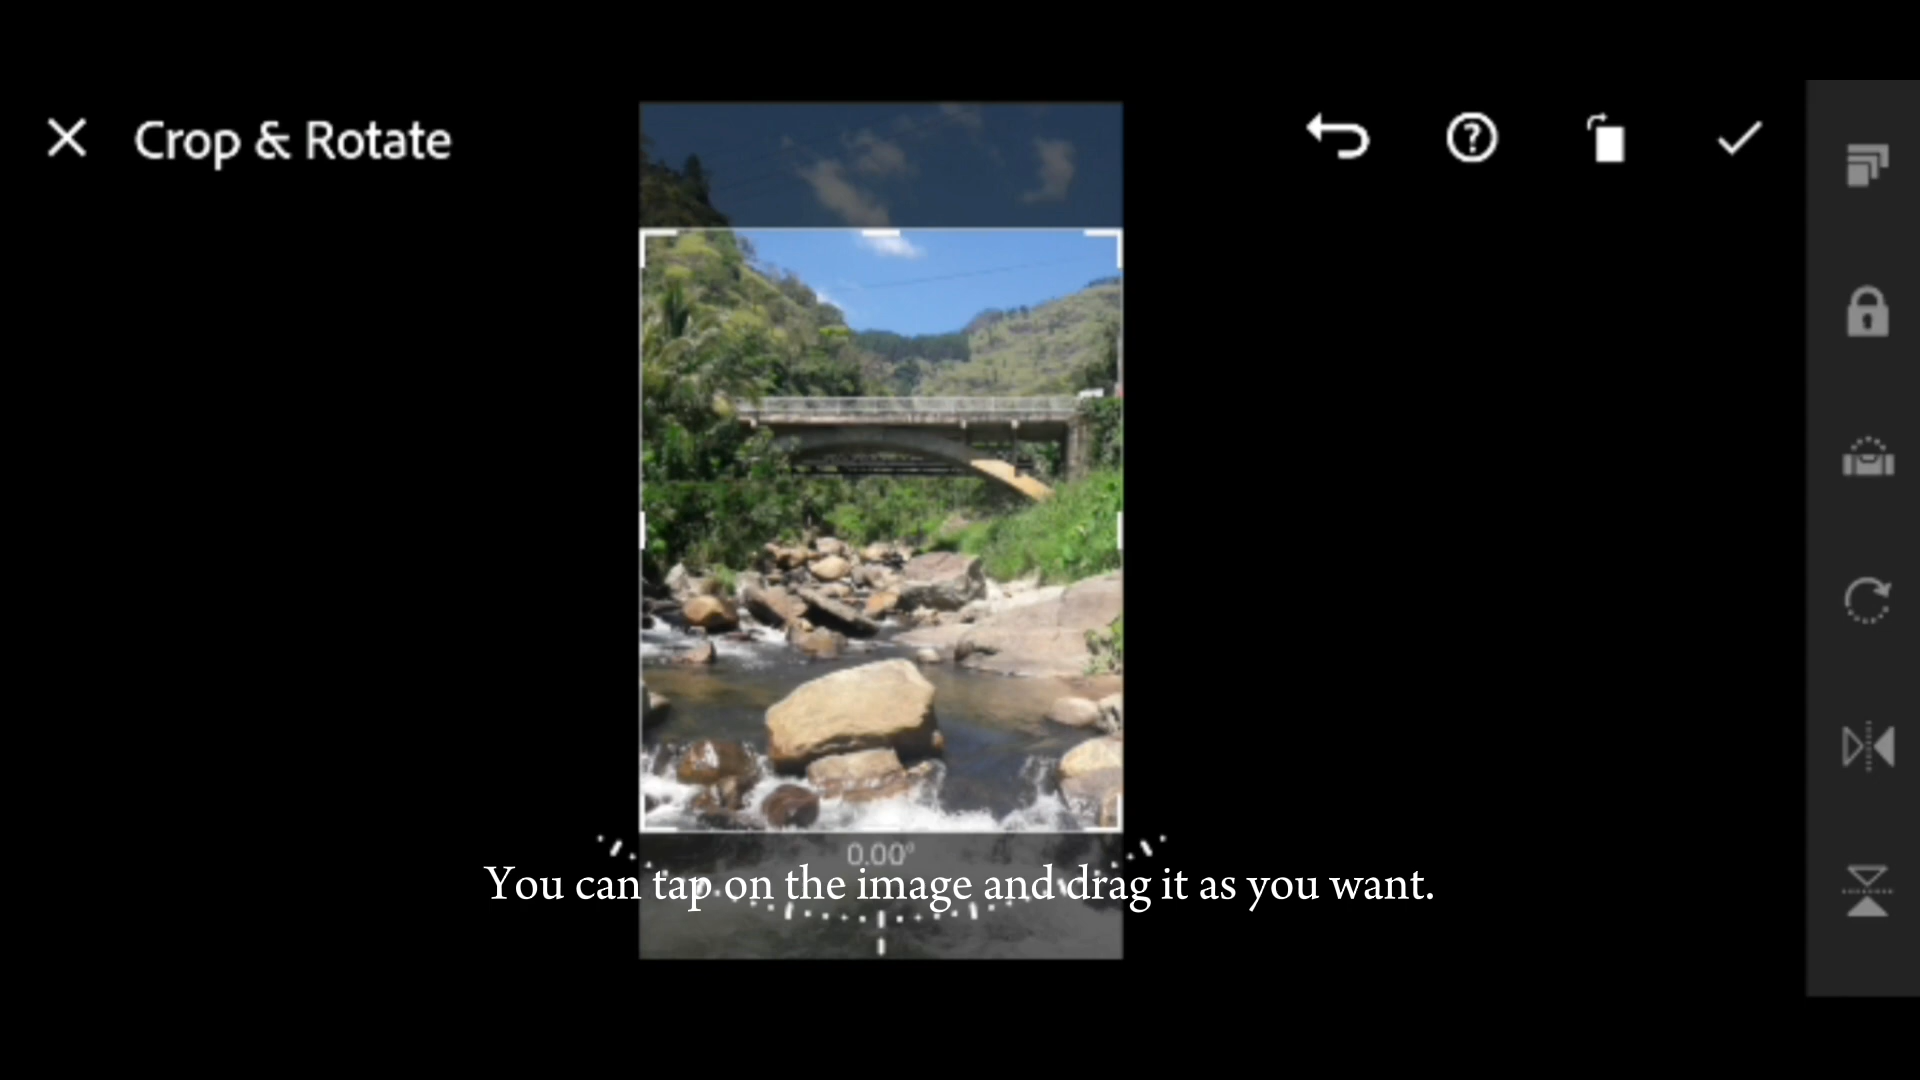 Crop & Rotate
0.00°
You can tap on the image and drag it as you want.